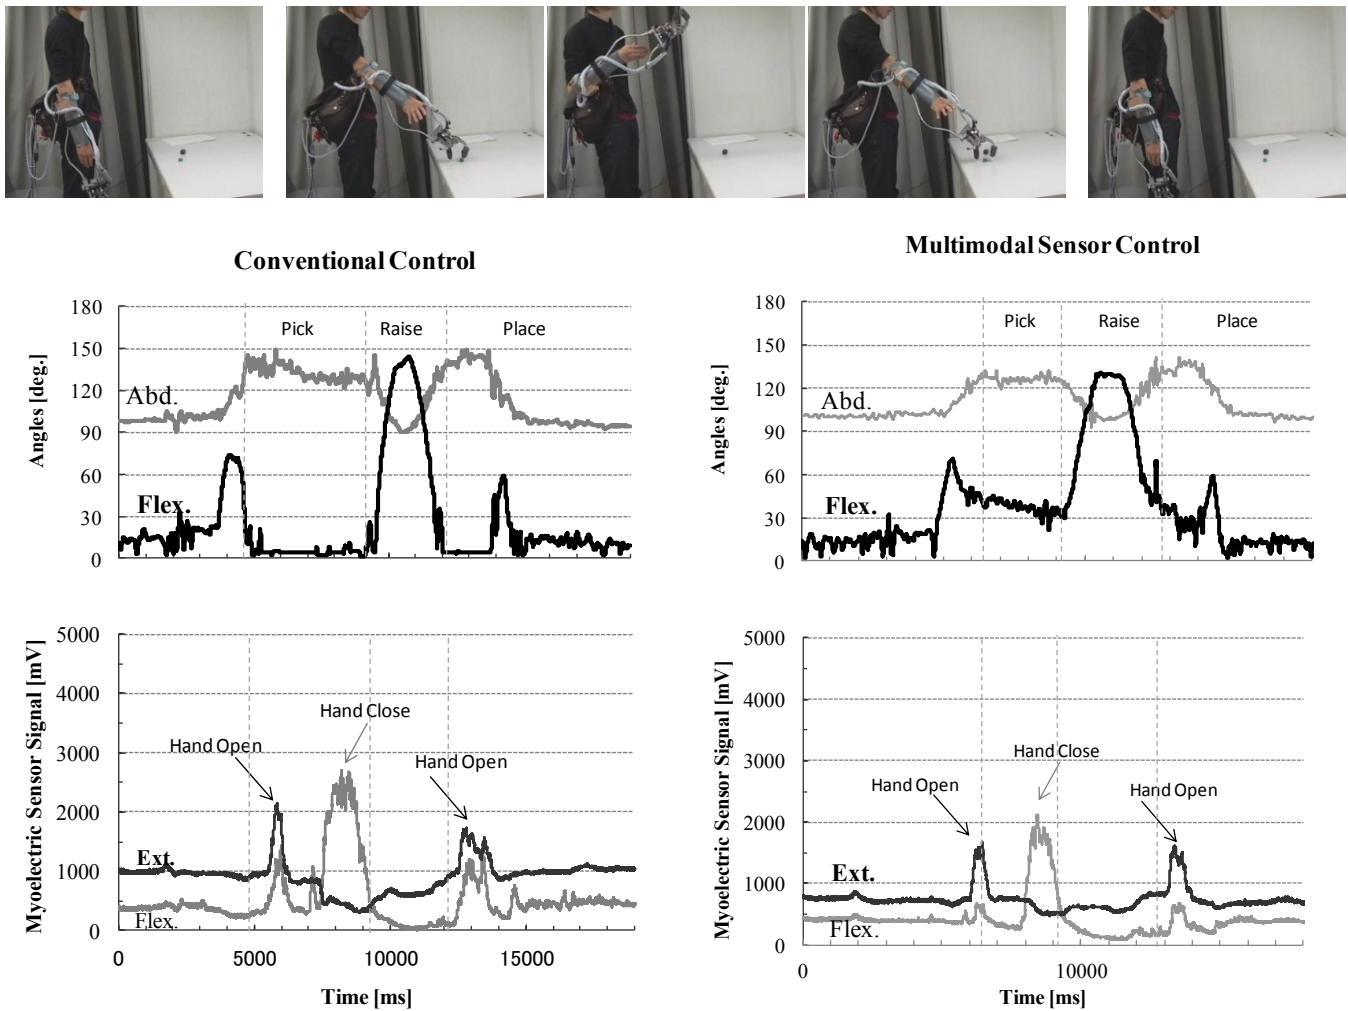 Conventional Control
Multimodal Sensor Control
Angles [deg.]
180
150
120
90
60
30
0
Pick
Raise
Place
Abd.
Flex.
Angles [deg.]
180
150
120
90
60
30
0
Pick
Raise
Place
Abd.
Flex.
Myoelectric Sensor Signal [mV]
5000
4000
3000
2000
1000
0
Hand Open
Hand Close
Hand Open
Ext.
Flex.
0
5000
10000
15000
Time [ms]
Myoelectric Sensor Signal [mV]
5000
4000
3000
2000
1000
0
Hand Open
Hand Close
Hand Open
Ext.
Flex.
0
10000
Time [ms]